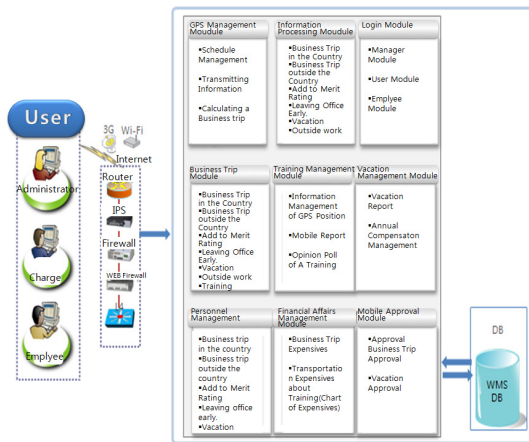 User
Administrator
Charge
Emplyee
3G
Wi-Fi
Internet
Router
IPS
Firewall
WEB Firewall
GPS Management
Moudule
▪Schedule
Management
▪Transmitting
Information
▪Calculating a
Business trip
Information
Processing Moudule
▪Business Trip
in the Country
▪Business Trip
outside the
Country
▪Add to Merit
Rating
▪Leaving Office
Early.
▪Vacation
▪Outside work
Login Module
▪Manager
Module
▪User Module
▪Emplyee
Module
Business Trip
Module
▪Business Trip
in the Country
▪Business Trip
outside the
Country
▪Add to Merit
Rating
▪Leaving Office
Early.
▪Vacation
▪Outside work
▪Training
Training Management
Module
▪Information
Management
of GPS Position
▪Mobile Report
▪Opinion Poll
of A Training
Vacation
Management Module
▪Vacation
Report
▪Annual
Compensaton
Management
Personnel
Management
▪Business trip
in the country
▪Business trip
outside the
country
▪Add to Merit
Rating
▪Leaving office
early.
▪Vacation
Financial Affairs
Management
Module
▪Business Trip
Expensives
▪Transportatio
n Expensives
about
Training(Chart
of Expensives)
Mobile Approval
Module
▪Approval
Business Trip
Approval
▪Vacation
Approval
DB
WMS
DB